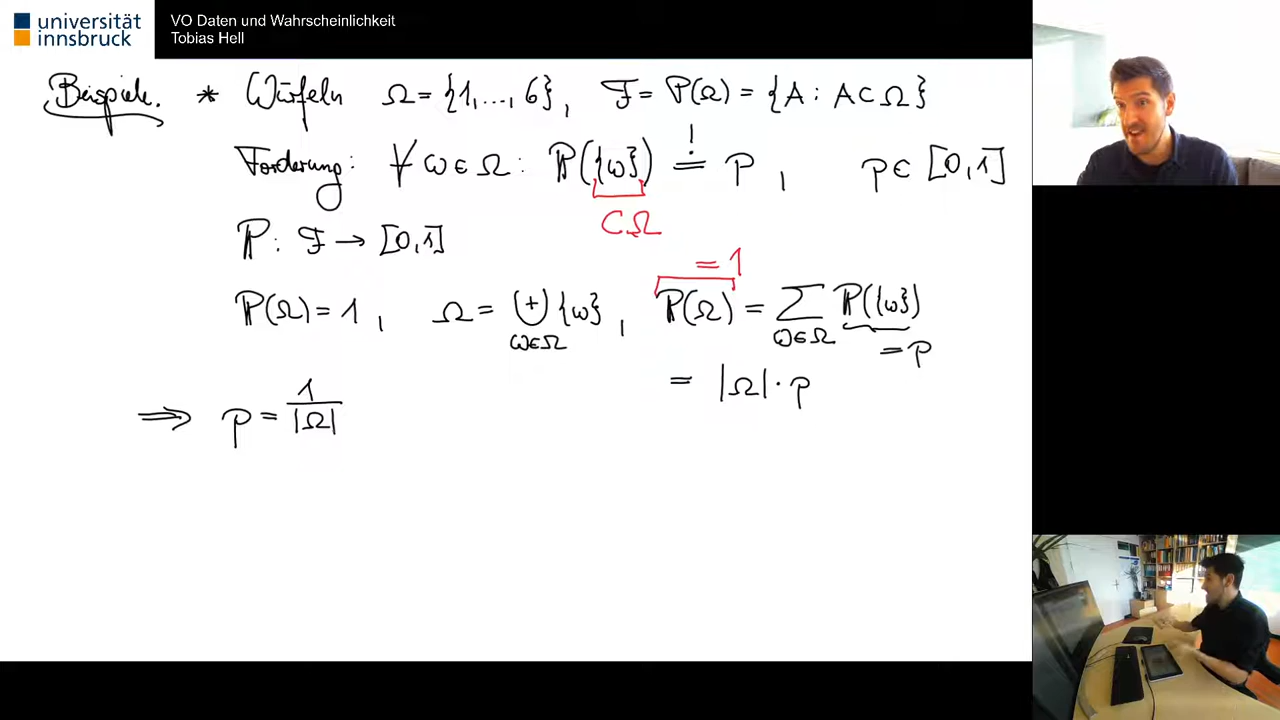 universität
innsbruck
VO Daten und Wahrscheinlichkeit
Tobias Hell
Beispiele. * Würfeln Ω = {1,..., 6}, ℱ = P(Ω) = {A : A ⊂ Ω}
Forderung: ∀ ω ∈ Ω : ℙ({ω}) =! p , p ∈ [0,1]
⊂ Ω
ℙ : ℱ → [0,1]
= 1
ℙ(Ω) = 1 , Ω = ⊎ {ω} , ℙ(Ω) = ∑ ℙ({ω})
ω∈Ω ω∈Ω = p
= |Ω| · p
⟹ p = 1/|Ω|